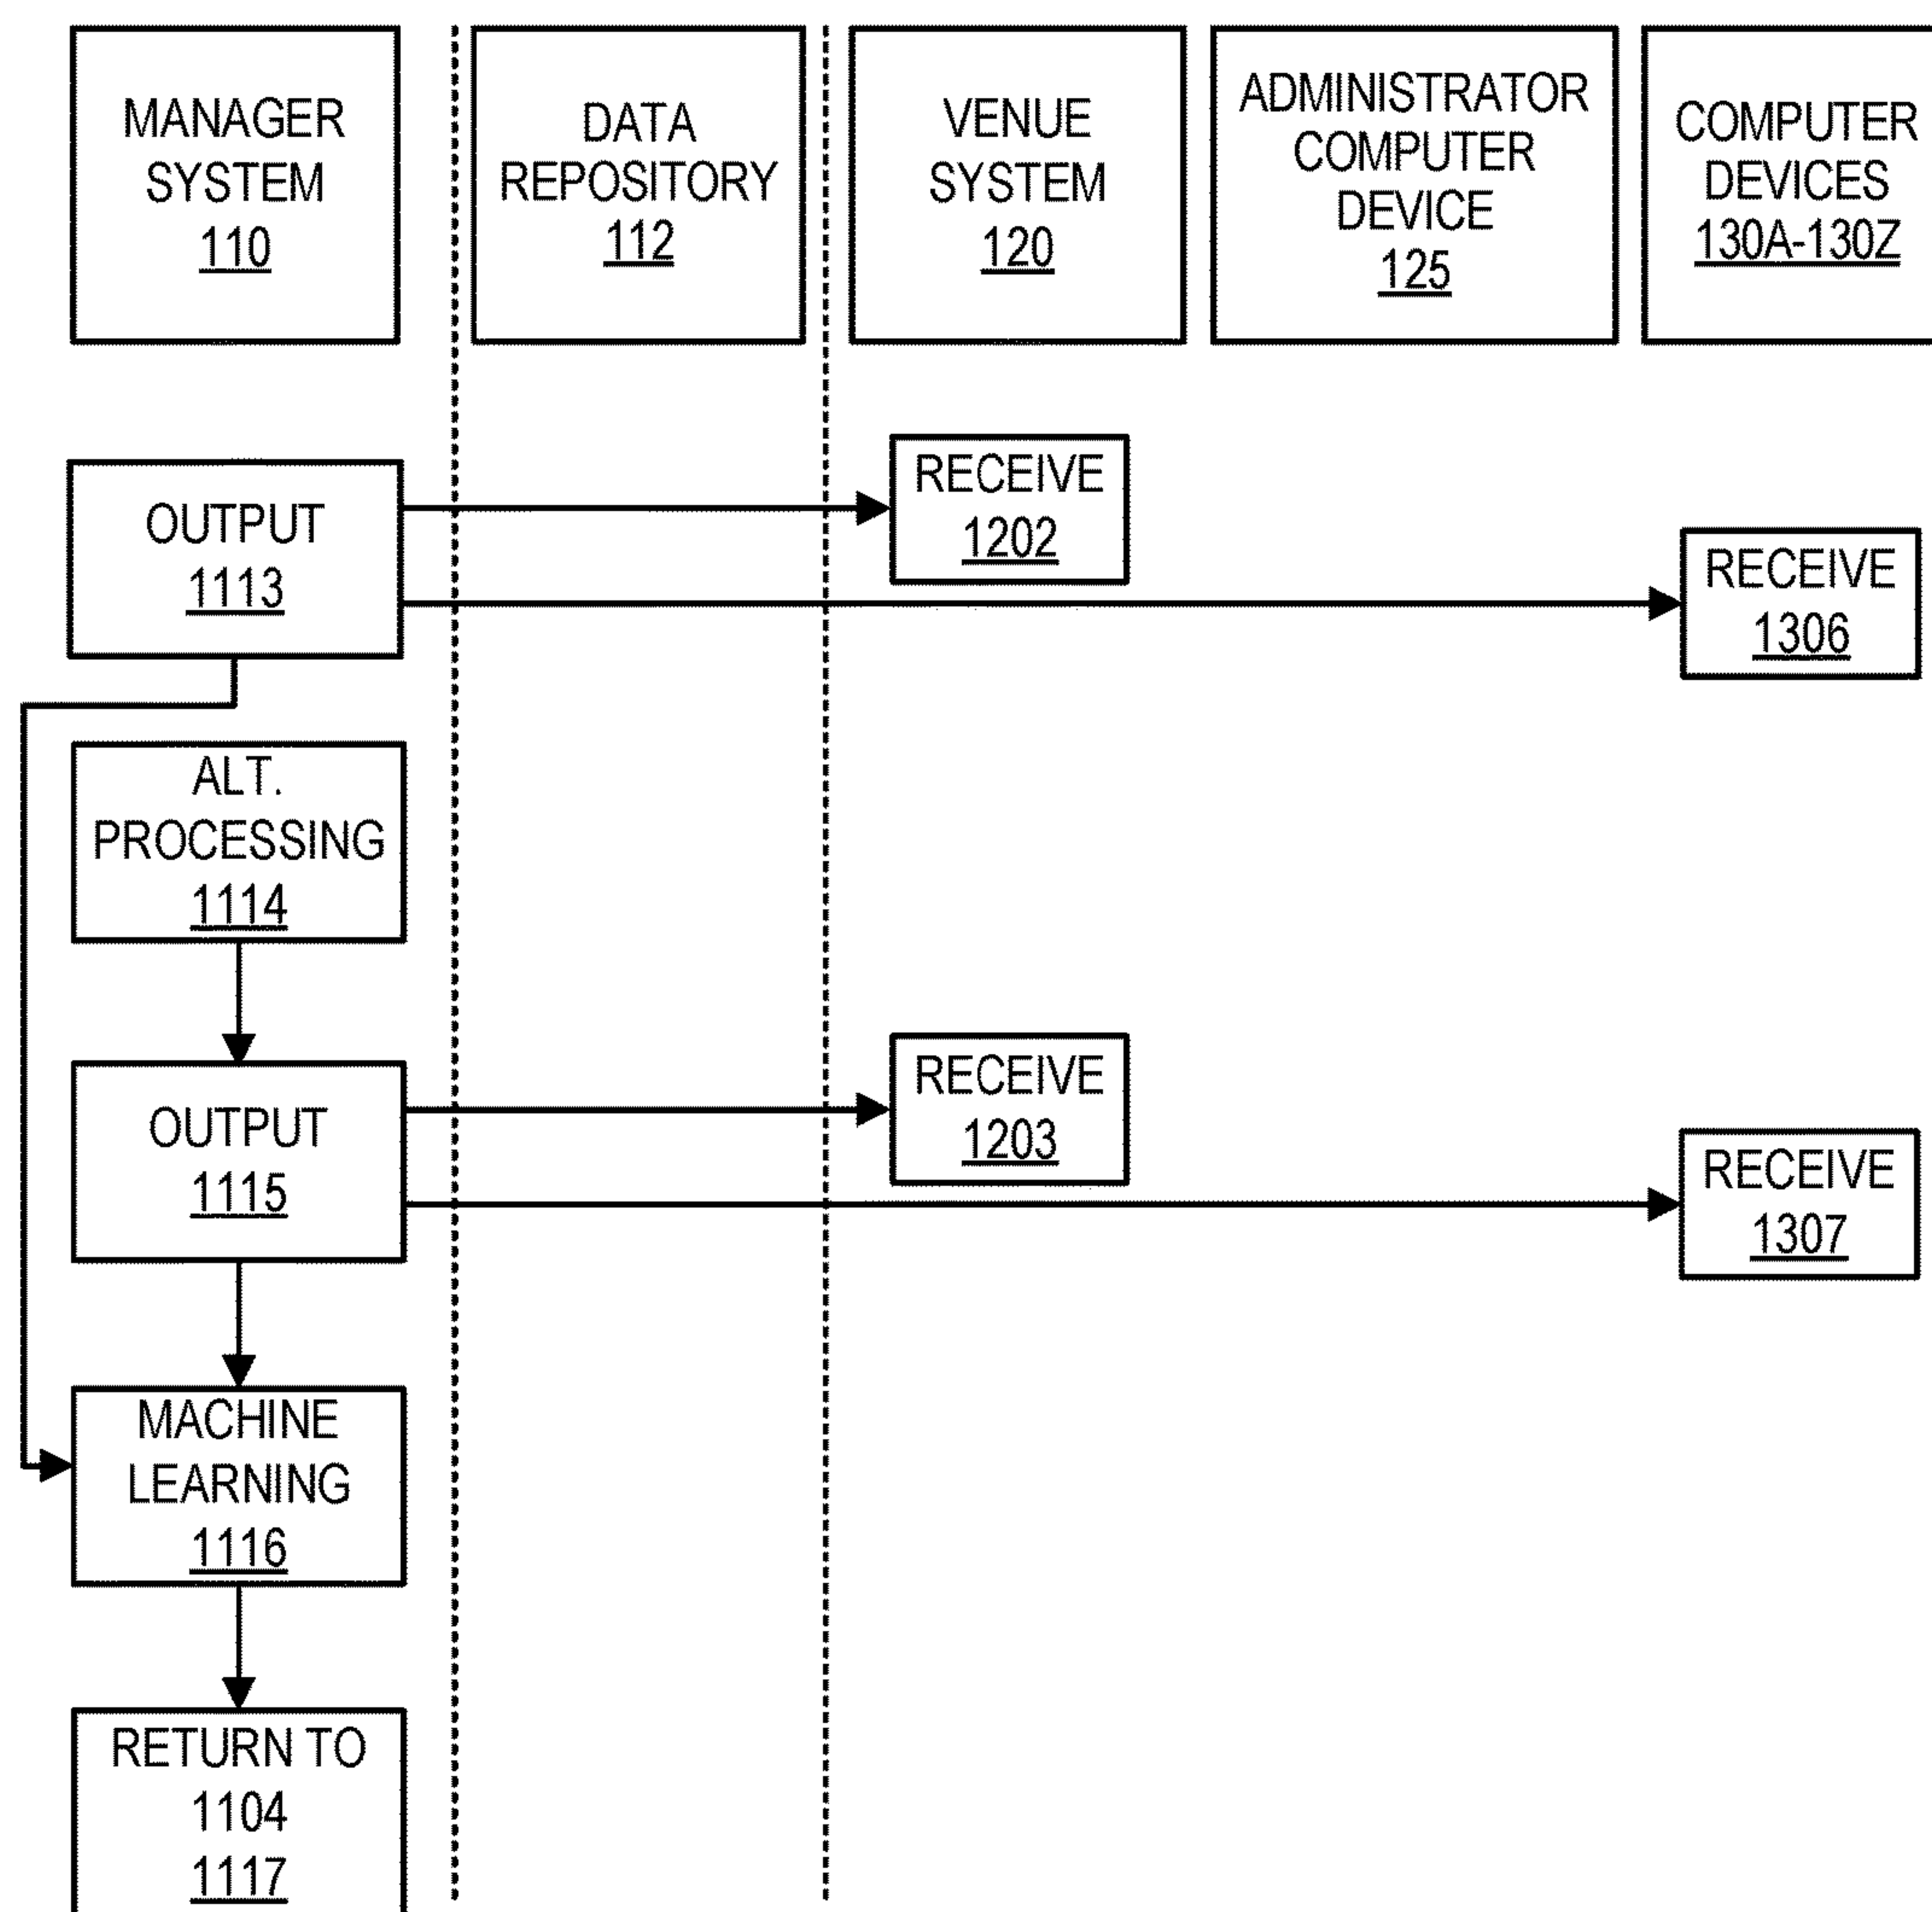 MANAGER
SYSTEM
110
DATA
REPOSITORY
112
VENUE
SYSTEM
120
ADMINISTRATOR
COMPUTER
DEVICE
125
COMPUTER
DEVICES
130A-130Z
OUTPUT
1113
RECEIVE
1202
RECEIVE
1306
ALT.
PROCESSING
1114
OUTPUT
1115
RECEIVE
1203
RECEIVE
1307
MACHINE
LEARNING
1116
RETURN TO
1104
1117